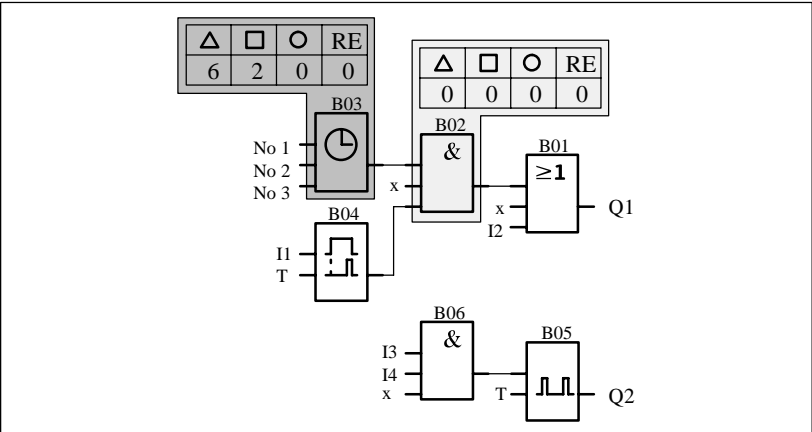 △ □ ○ RE
6 2 0 0
△ □ ○ RE
0 0 0 0
B03
No 1
No 2
No 3
B02
&
x
B01
≥1
x
I2
Q1
B04
I1
T
B06
&
I3
I4
x
B05
T
Q2